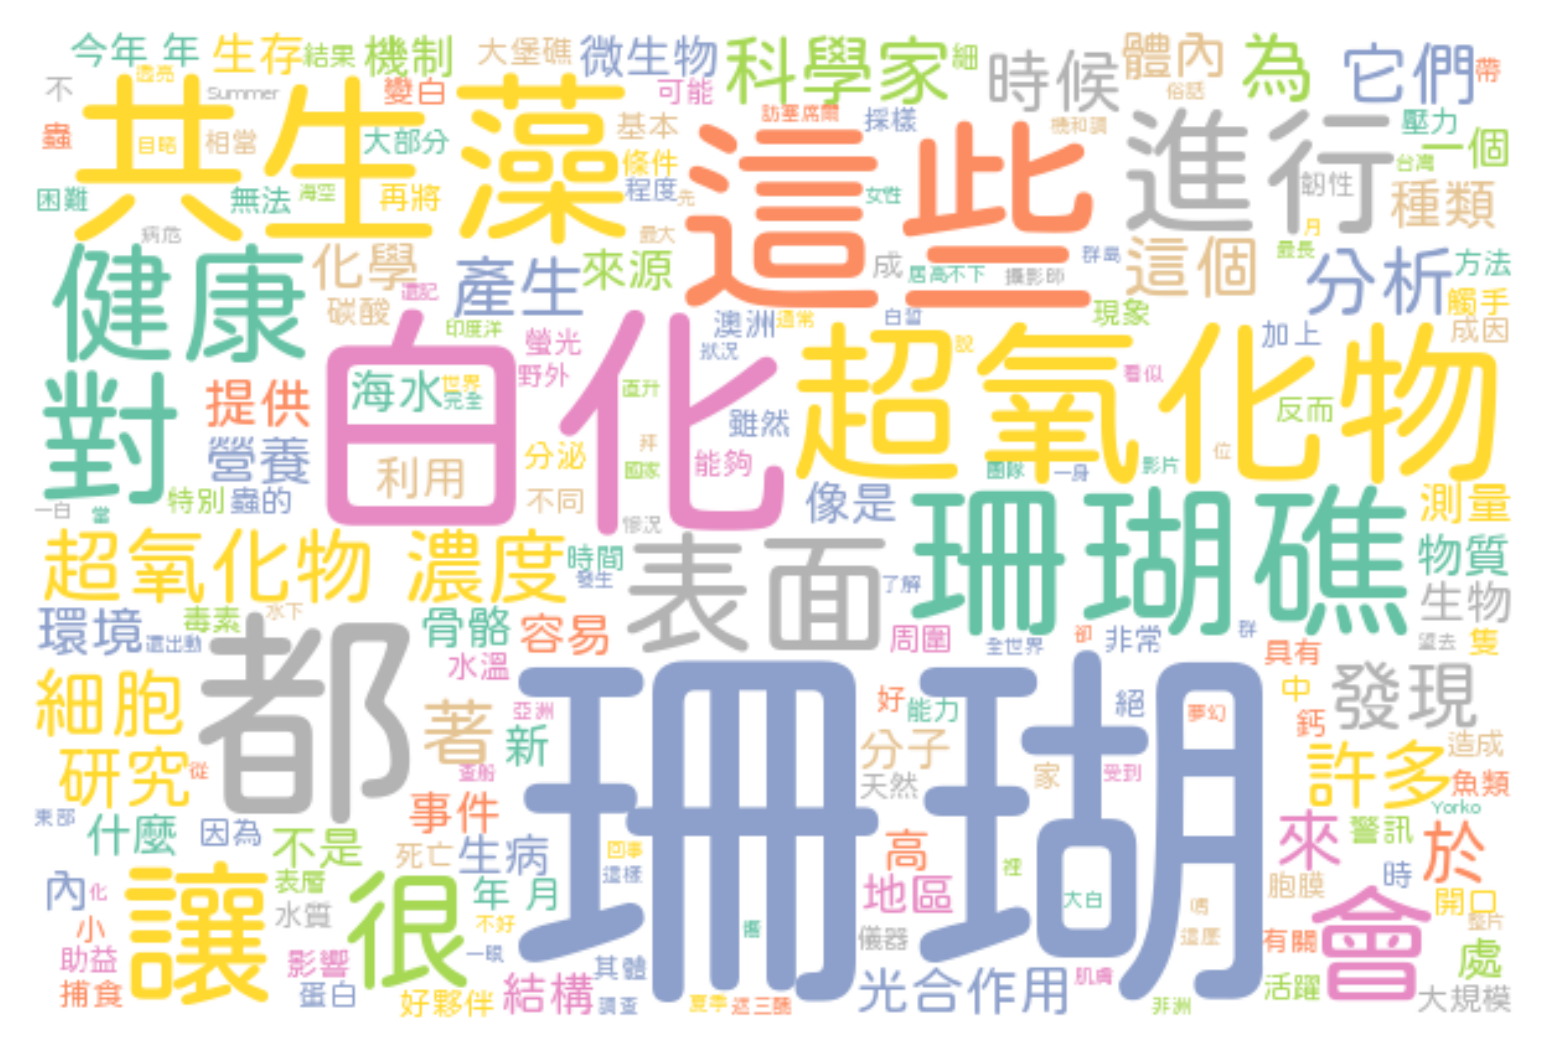 今年 年 生存 結果 機制 大堡礁 微生物 科學家 細 時候 體內 為 它們 帶
不 透亮 Summer 變白 可能 俗話
共生藻 這些 進行
蟲 目睹 相當 大部分 基本 訪塞席爾 採樣 機和調 壓力 一個
條件 台灣
困難 無法 海空 再將 程度 先 女性 韌性 種類
病危 最大 月
健康 化學 產生 來源 成 居高不下 攝影師 群島 這個 最長 分析 方法
碳酸 還記 觸手
印度洋 螢光 澳洲 通常 白皙 現象 加上 成因
白化 超氧化物
對 提供 海水 世界 完全 野外 狀況 直升 說 看似
營養 利用 分泌 雖然 能夠 國家 反而 位
團隊 一身 影片
一白 當 特別 蟲的 不同 慘況 像是 珊瑚礁 測量
超氧化物 濃度 時間 發生 表面 了解 物質
環境 毒素 水下 還出動 骨骼 容易 周圍 全世界 卻 非常 群 生物 望去 隻
水溫 具有
細胞 都 著 亞洲 新 珊瑚 好 能力 絕 夢幻 中 鈣 發現
研究 從 查船 分子 天然 家 受到 許多 造成 魚類
東部 什麼 因為 不是 事件 死亡 生病 回事 這樣 高 裡 來 警訊 Yorko 於
內 化 讓 表層 很 年 月 地區 大白 胞膜 時 開口
小 水質 不好 一眼 儀器 嗎 這麼 有關 會 整片
助益 影響 其體 肌膚 處
捕食 蛋白 好夥伴 結構 調查 夏季 光合作用 非洲 活躍 大規模